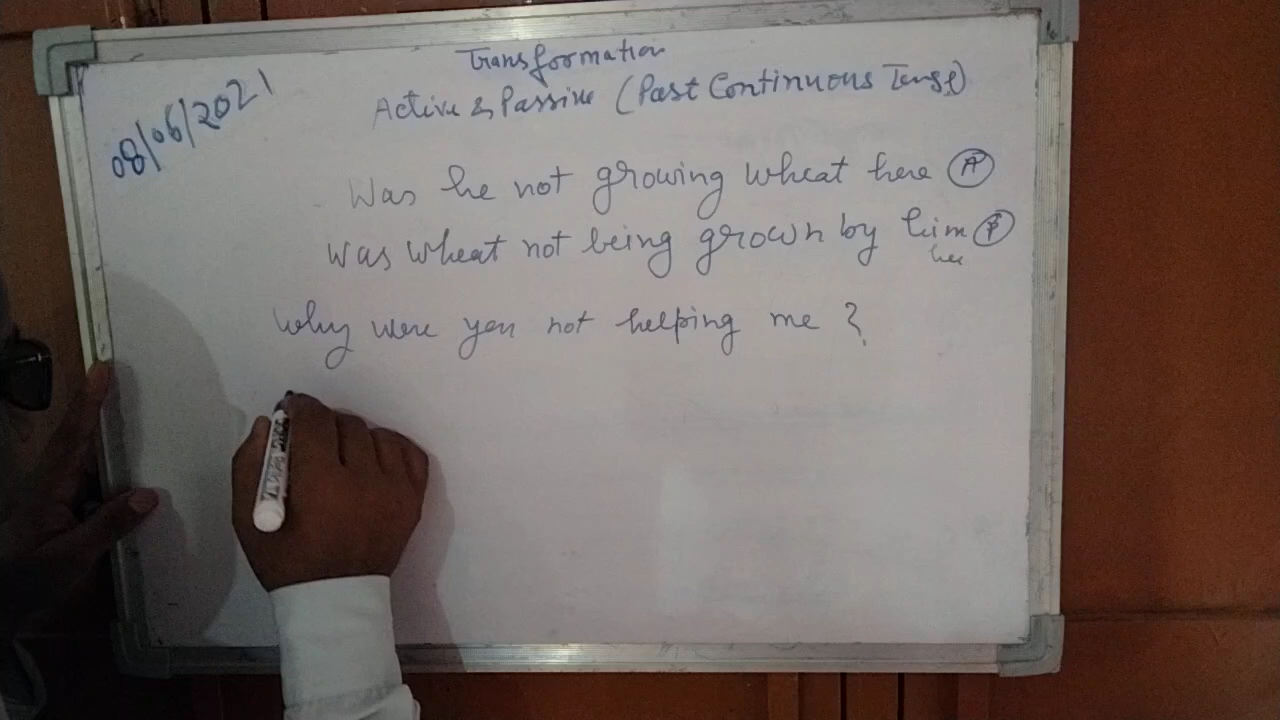 Transformation
Active & Passive (Past Continuous Tense)
08/06/2021
Was he not growing wheat here (A)
Was wheat not being grown by him (P)
her
Why were you not helping me ?